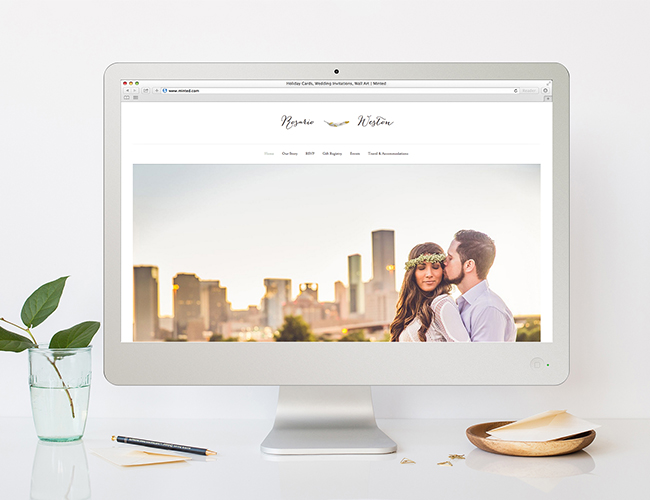 Holiday Cards, Wedding Invitations, Wall Art | Minted
www.minted.com
Rosario Weston
Home Our Story RSVP Gift Registry Events Travel & Accommodations